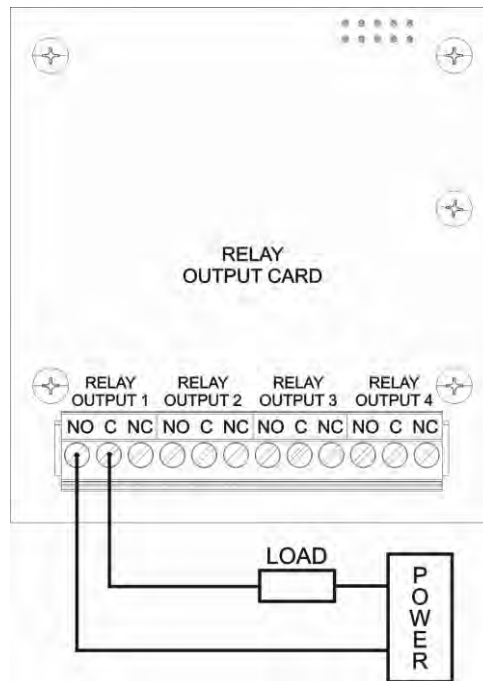 RELAY
OUTPUT CARD
RELAY OUTPUT 1 RELAY OUTPUT 2 RELAY OUTPUT 3 RELAY OUTPUT 4
NO C NC NO C NC NO C NC NO C NC
LOAD
POWER